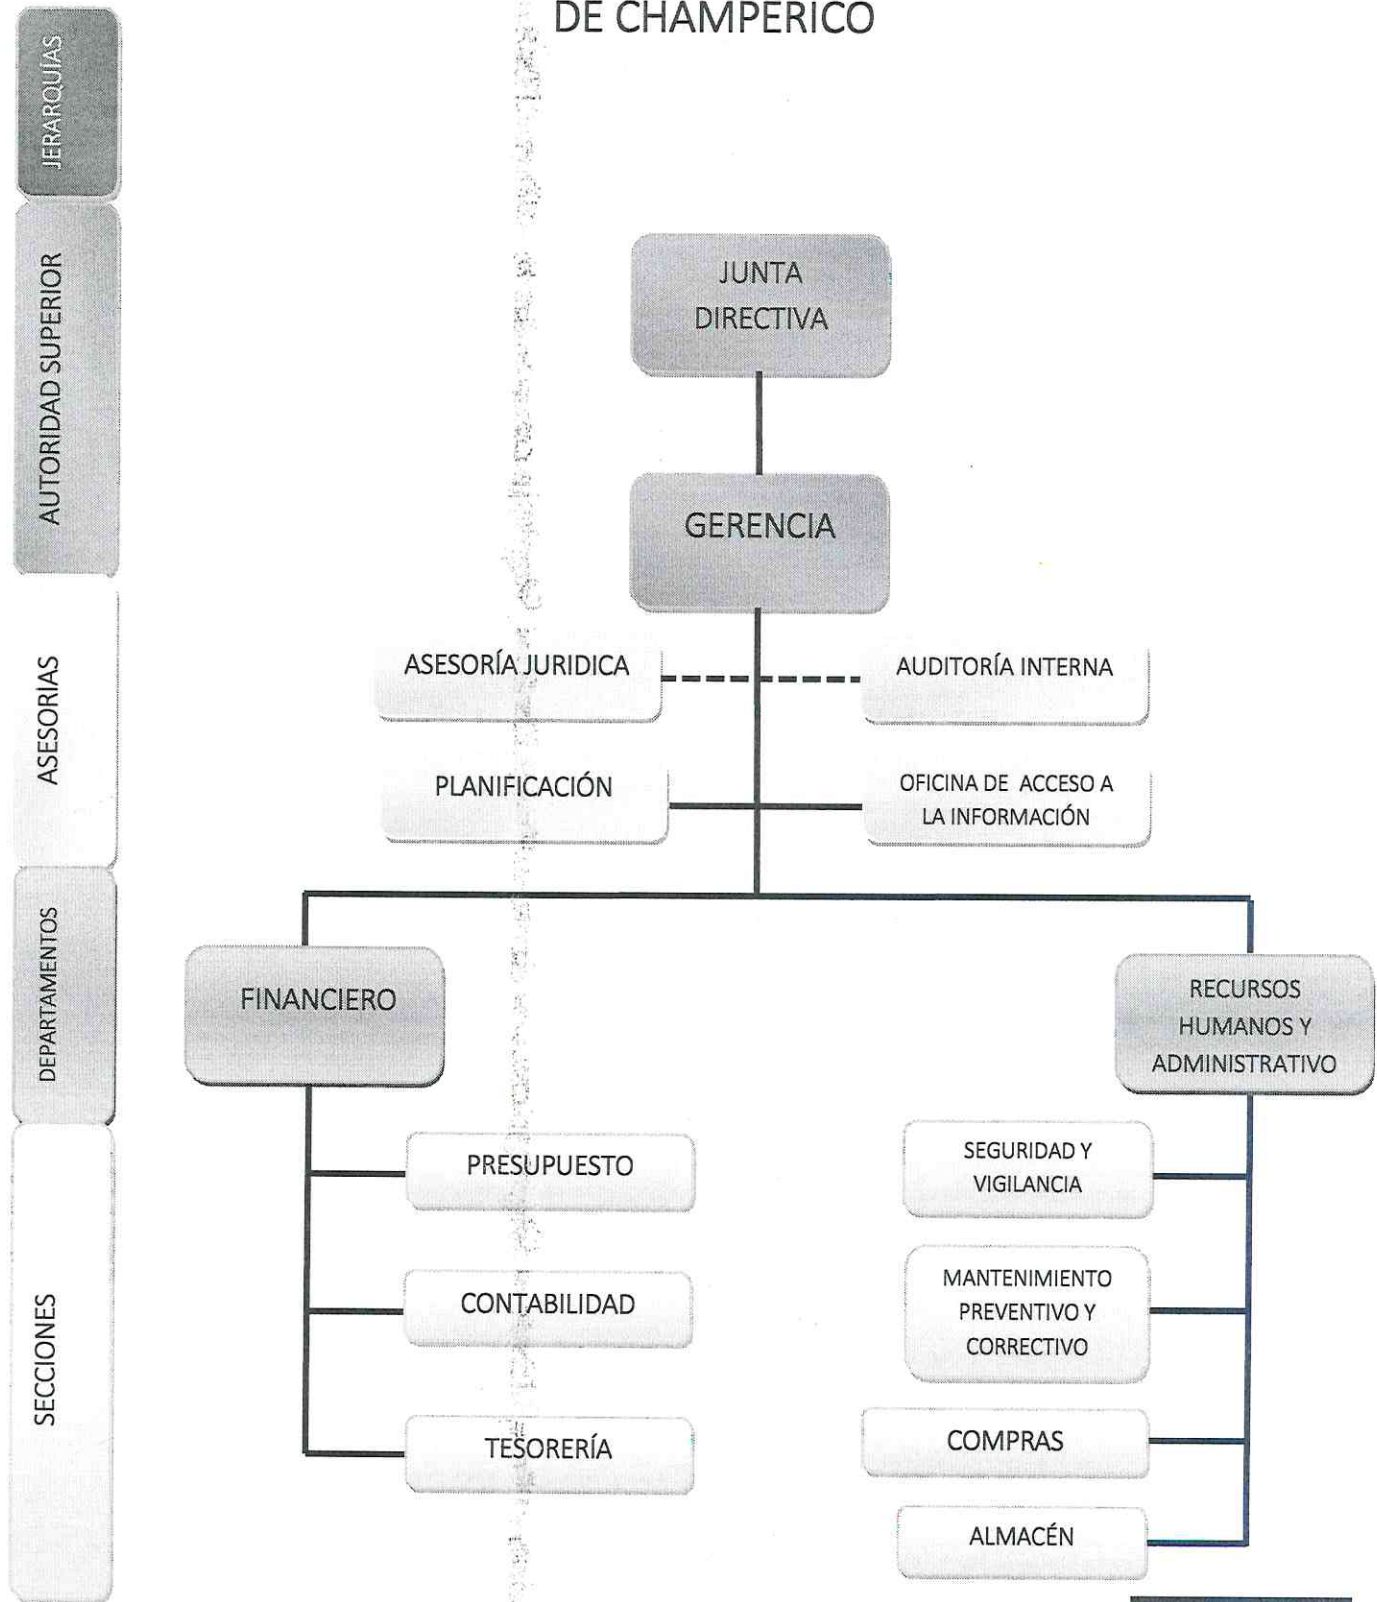 DE CHAMPERICO
JERARQUÍAS
AUTORIDAD SUPERIOR
JUNTA
DIRECTIVA
GERENCIA
ASESORIAS
ASESORÍA JURIDICA
AUDITORÍA INTERNA
PLANIFICACIÓN
OFICINA DE ACCESO A
LA INFORMACIÓN
DEPARTAMENTOS
FINANCIERO
RECURSOS
HUMANOS Y
ADMINISTRATIVO
SECCIONES
PRESUPUESTO
CONTABILIDAD
TESORERÍA
SEGURIDAD Y
VIGILANCIA
MANTENIMIENTO
PREVENTIVO Y
CORRECTIVO
COMPRAS
ALMACÉN